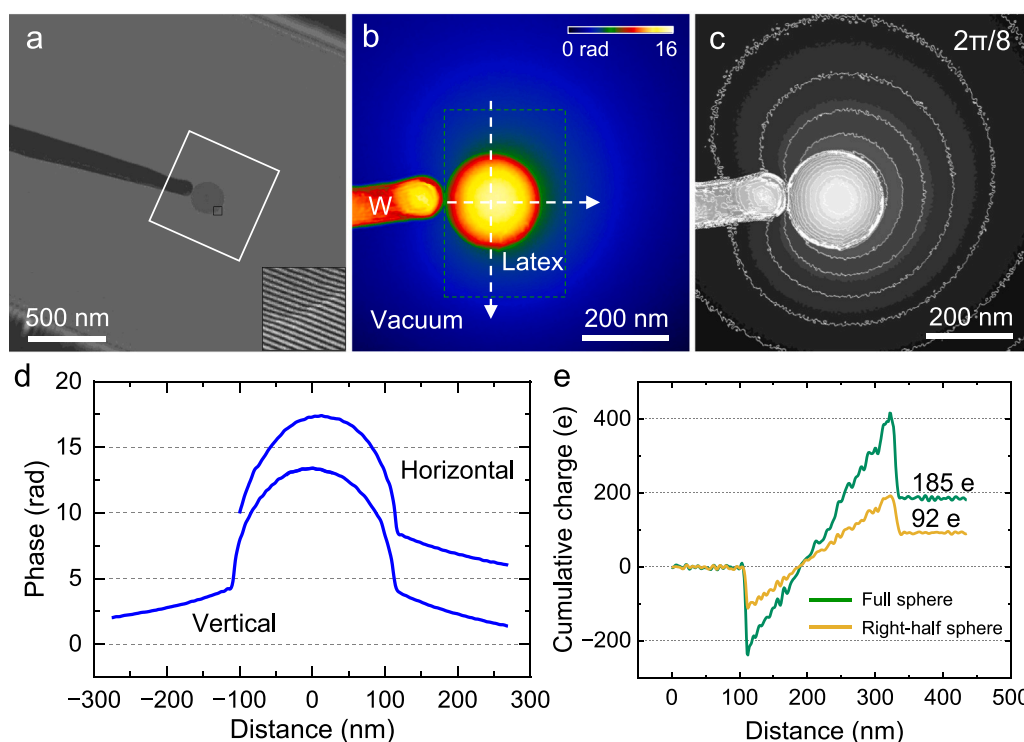 a
500 nm
b
0 rad 16
W
Latex
Vacuum
200 nm
c
2π/8
200 nm
d
20
15
10
5
0
Phase (rad)
Horizontal
Vertical
−300 −200 −100 0 100 200 300
Distance (nm)
e
400
200
0
−200
Cumulative charge (e)
185 e
92 e
Full sphere
Right-half sphere
0 100 200 300 400 500
Distance (nm)